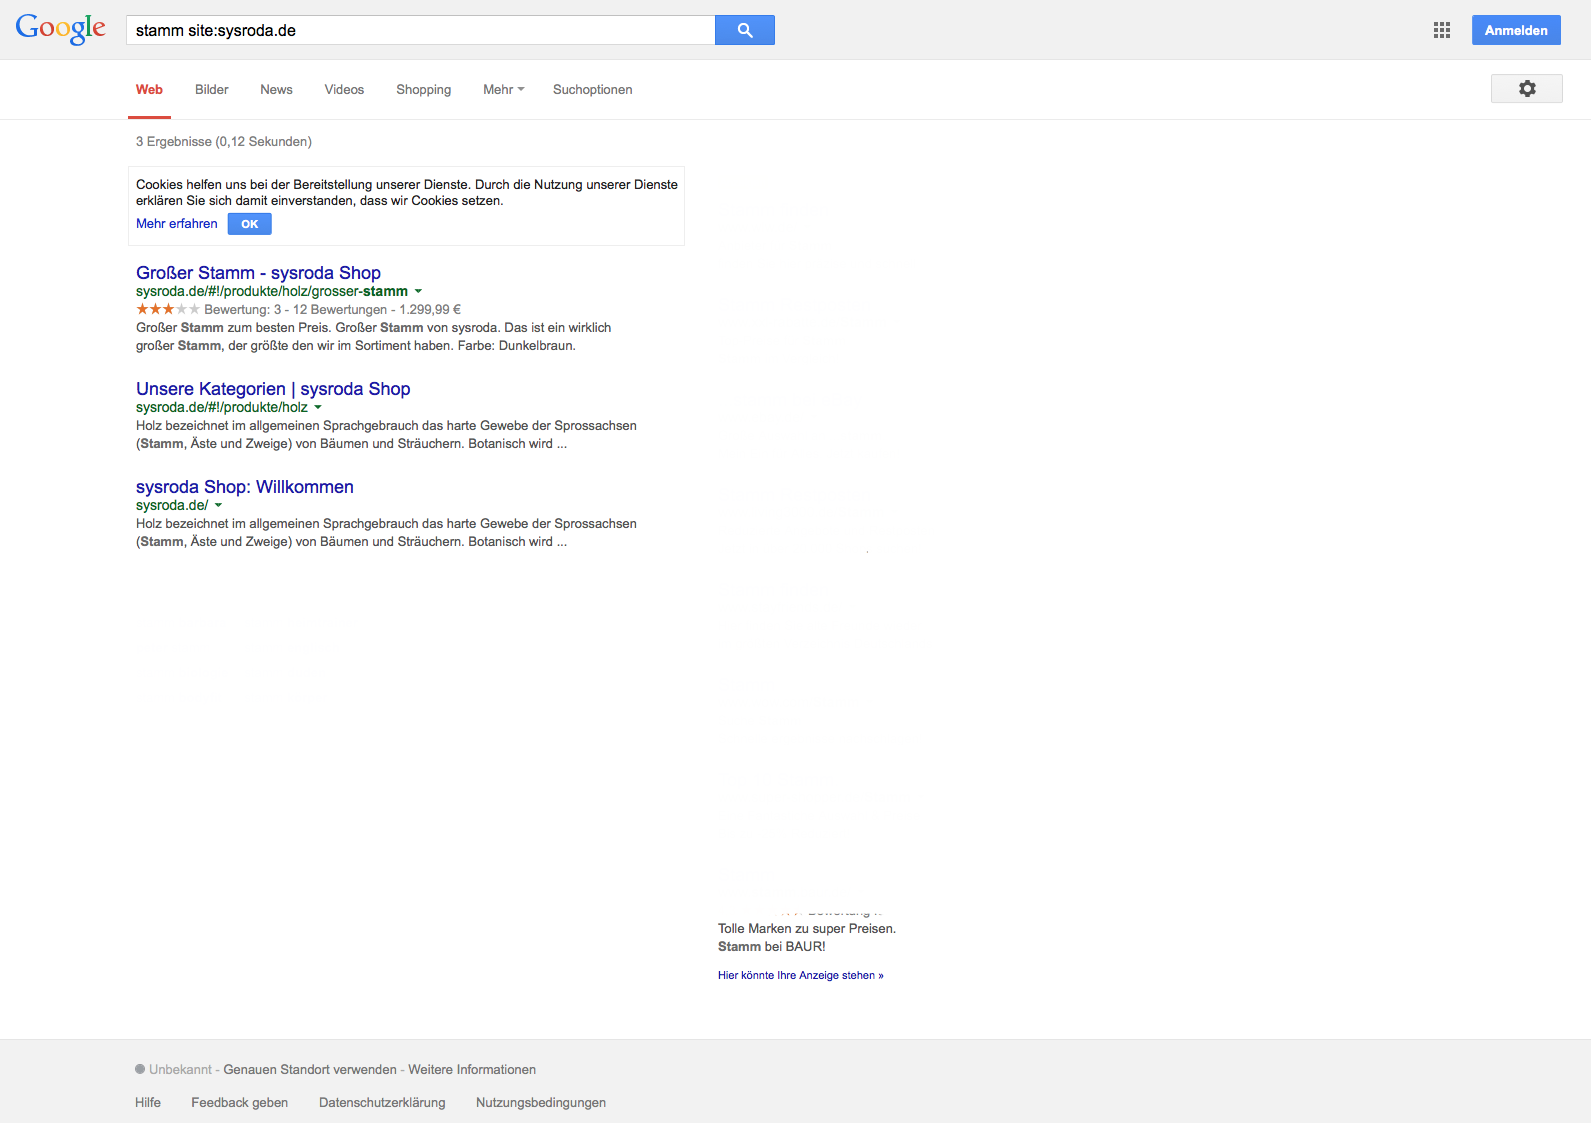 Google
stamm site:sysroda.de
Anmelden
Web Bilder News Videos Shopping Mehr Suchoptionen
3 Ergebnisse (0,12 Sekunden)
Cookies helfen uns bei der Bereitstellung unserer Dienste. Durch die Nutzung unserer Dienste
erklären Sie sich damit einverstanden, dass wir Cookies setzen.
Mehr erfahren OK
Großer Stamm - sysroda Shop
sysroda.de/#!/produkte/holz/grosser-stamm
Bewertung: 3 - 12 Bewertungen - 1.299,99 €
Großer Stamm zum besten Preis. Großer Stamm von sysroda. Das ist ein wirklich
großer Stamm, der größte den wir im Sortiment haben. Farbe: Dunkelbraun.
Unsere Kategorien | sysroda Shop
sysroda.de/#!/produkte/holz
Holz bezeichnet im allgemeinen Sprachgebrauch das harte Gewebe der Sprossachsen
(Stamm, Äste und Zweige) von Bäumen und Sträuchern. Botanisch wird ...
sysroda Shop: Willkommen
sysroda.de/
Holz bezeichnet im allgemeinen Sprachgebrauch das harte Gewebe der Sprossachsen
(Stamm, Äste und Zweige) von Bäumen und Sträuchern. Botanisch wird ...
Tolle Marken zu super Preisen.
Stamm bei BAUR!
Hier könnte Ihre Anzeige stehen »
Unbekannt - Genauen Standort verwenden - Weitere Informationen
Hilfe Feedback geben Datenschutzerklärung Nutzungsbedingungen